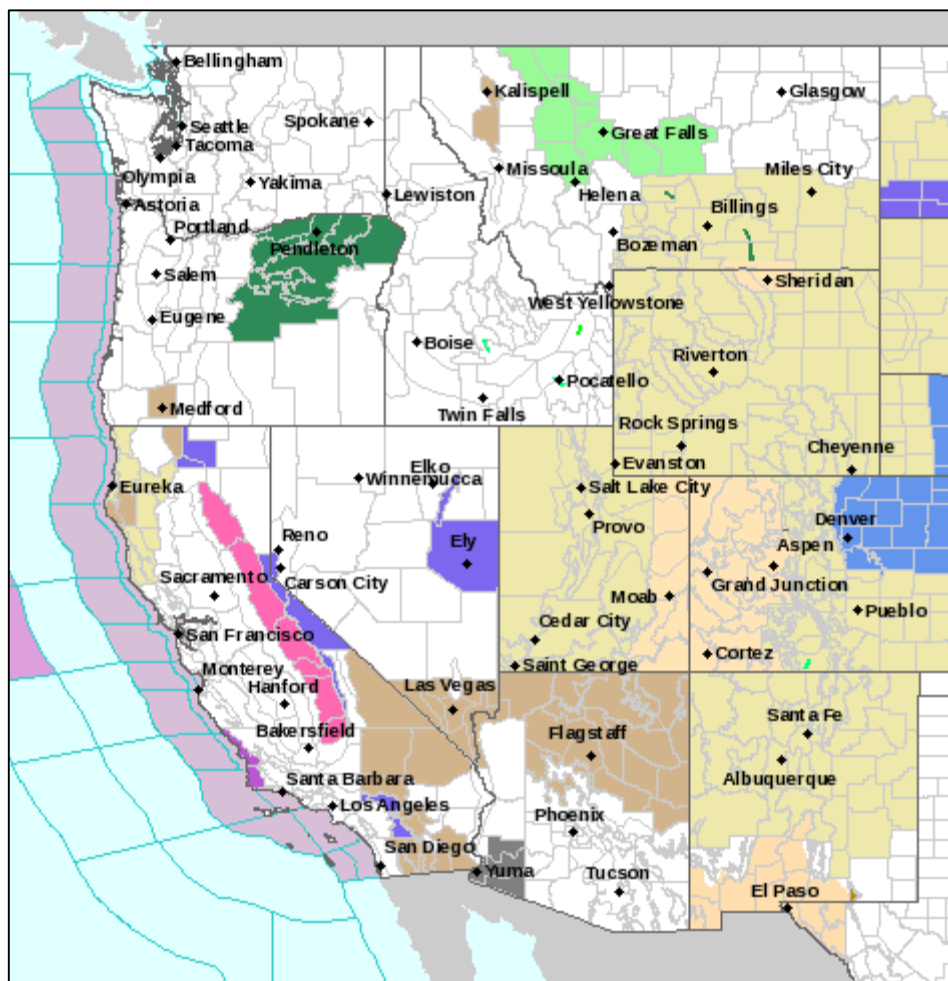 Bellingham
Kalispell
Glasgow
Seattle
Spokane
Great Falls
Tacoma
Olympia
Yakima
Missoula
Miles City
Astoria
Lewiston
Helena
Billings
Portland
Pendleton
Bozeman
Salem
Sheridan
West Yellowstone
Eugene
Boise
Riverton
Pocatello
Medford
Twin Falls
Rock Springs
Cheyenne
Elko
Evanston
Winnemucca
Eureka
Salt Lake City
Provo
Denver
Reno
Ely
Aspen
Sacramento
Carson City
Grand Junction
Moab
Pueblo
Cedar City
San Francisco
Cortez
Monterey
Saint George
Hanford
Las Vegas
Santa Fe
Bakersfield
Flagstaff
Albuquerque
Santa Barbara
Los Angeles
Phoenix
San Diego
Yuma
Tucson
El Paso